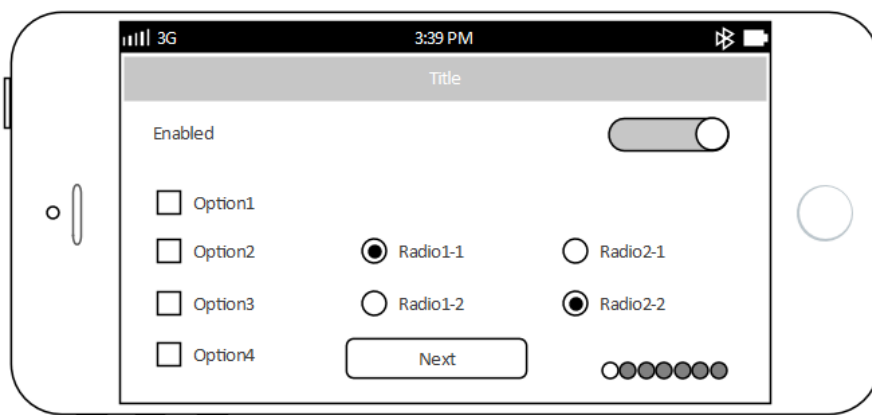 3G 3:39 PM
Title
Enabled
Option1
Option2 Radio1-1 Radio2-1
Option3 Radio1-2 Radio2-2
Option4 Next